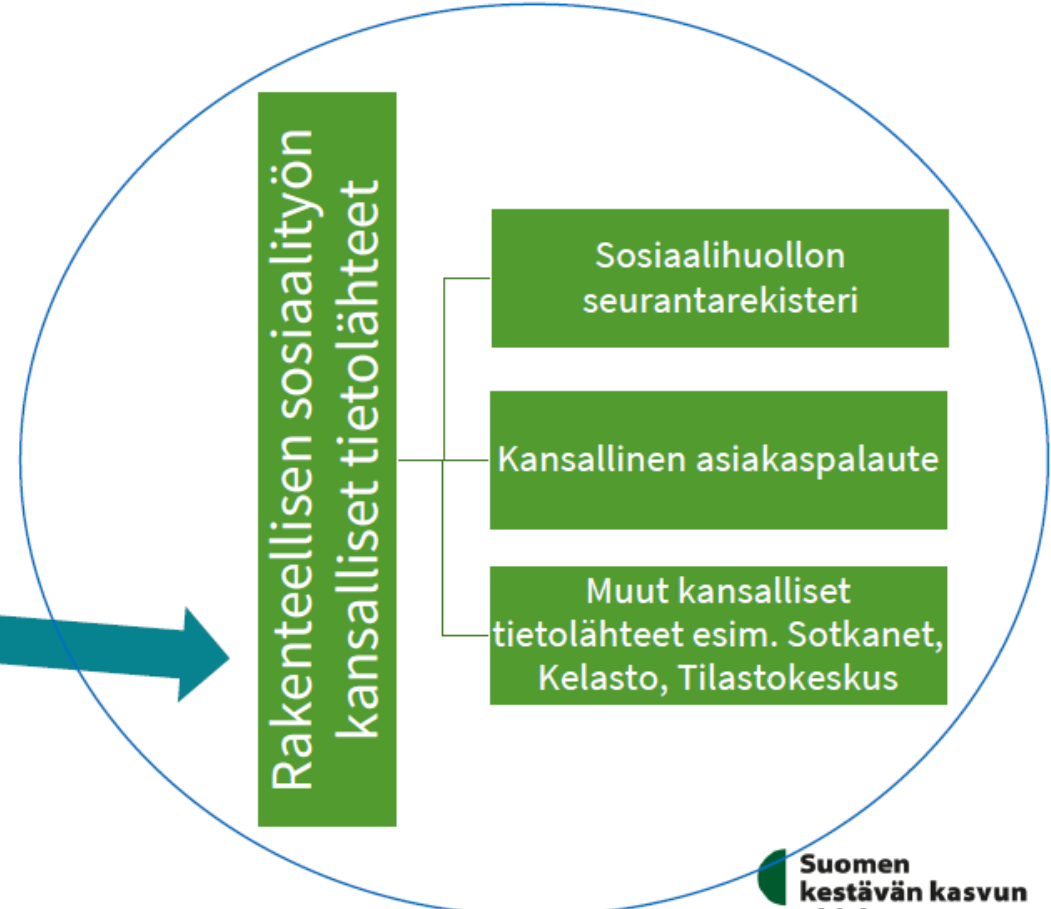 Rakenteellisen sosiaalityön
kansalliset tietolähteet
Sosiaalihuollon
seurantarekisteri
Kansallinen asiakaspalaute
Muut kansalliset
tietolähteet esim. Sotkanet,
Kelasto, Tilastokeskus
Suomen
kestävän kasvun